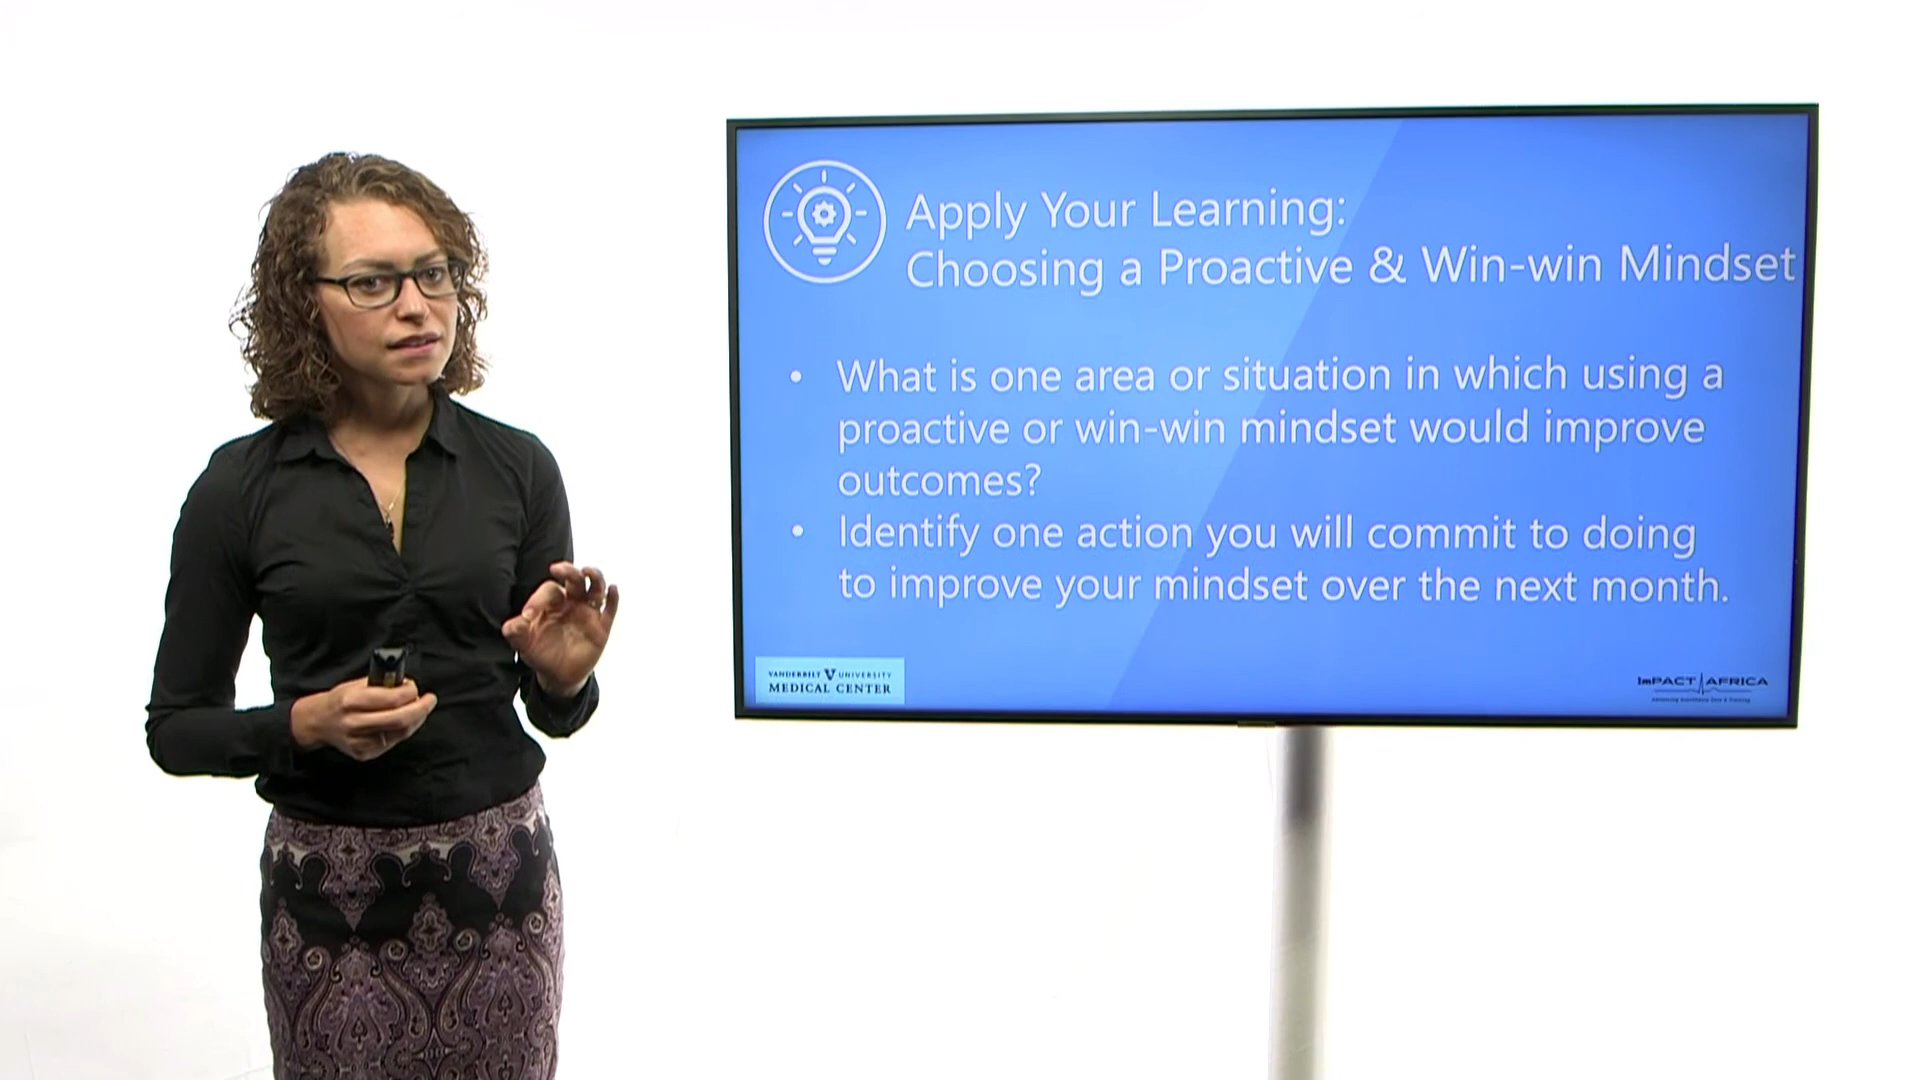 Apply Your Learning:
Choosing a Proactive & Win-win Mindset
• What is one area or situation in which using a
proactive or win-win mindset would improve
outcomes?
• Identify one action you will commit to doing
to improve your mindset over the next month.
VANDERBILT UNIVERSITY
MEDICAL CENTER
ImPACT AFRICA